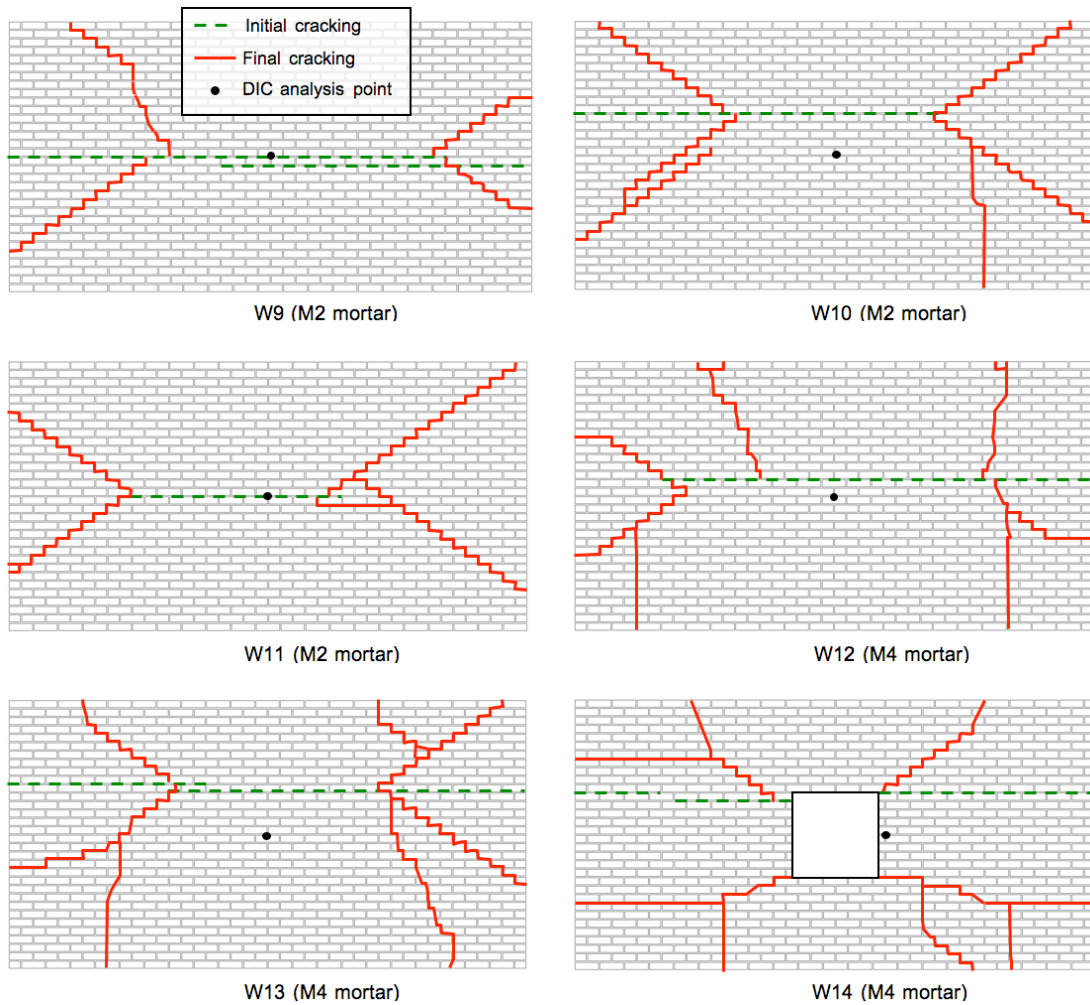 Initial cracking
Final cracking
DIC analysis point
W9 (M2 mortar)
W10 (M2 mortar)
W11 (M2 mortar)
W12 (M4 mortar)
W13 (M4 mortar)
W14 (M4 mortar)